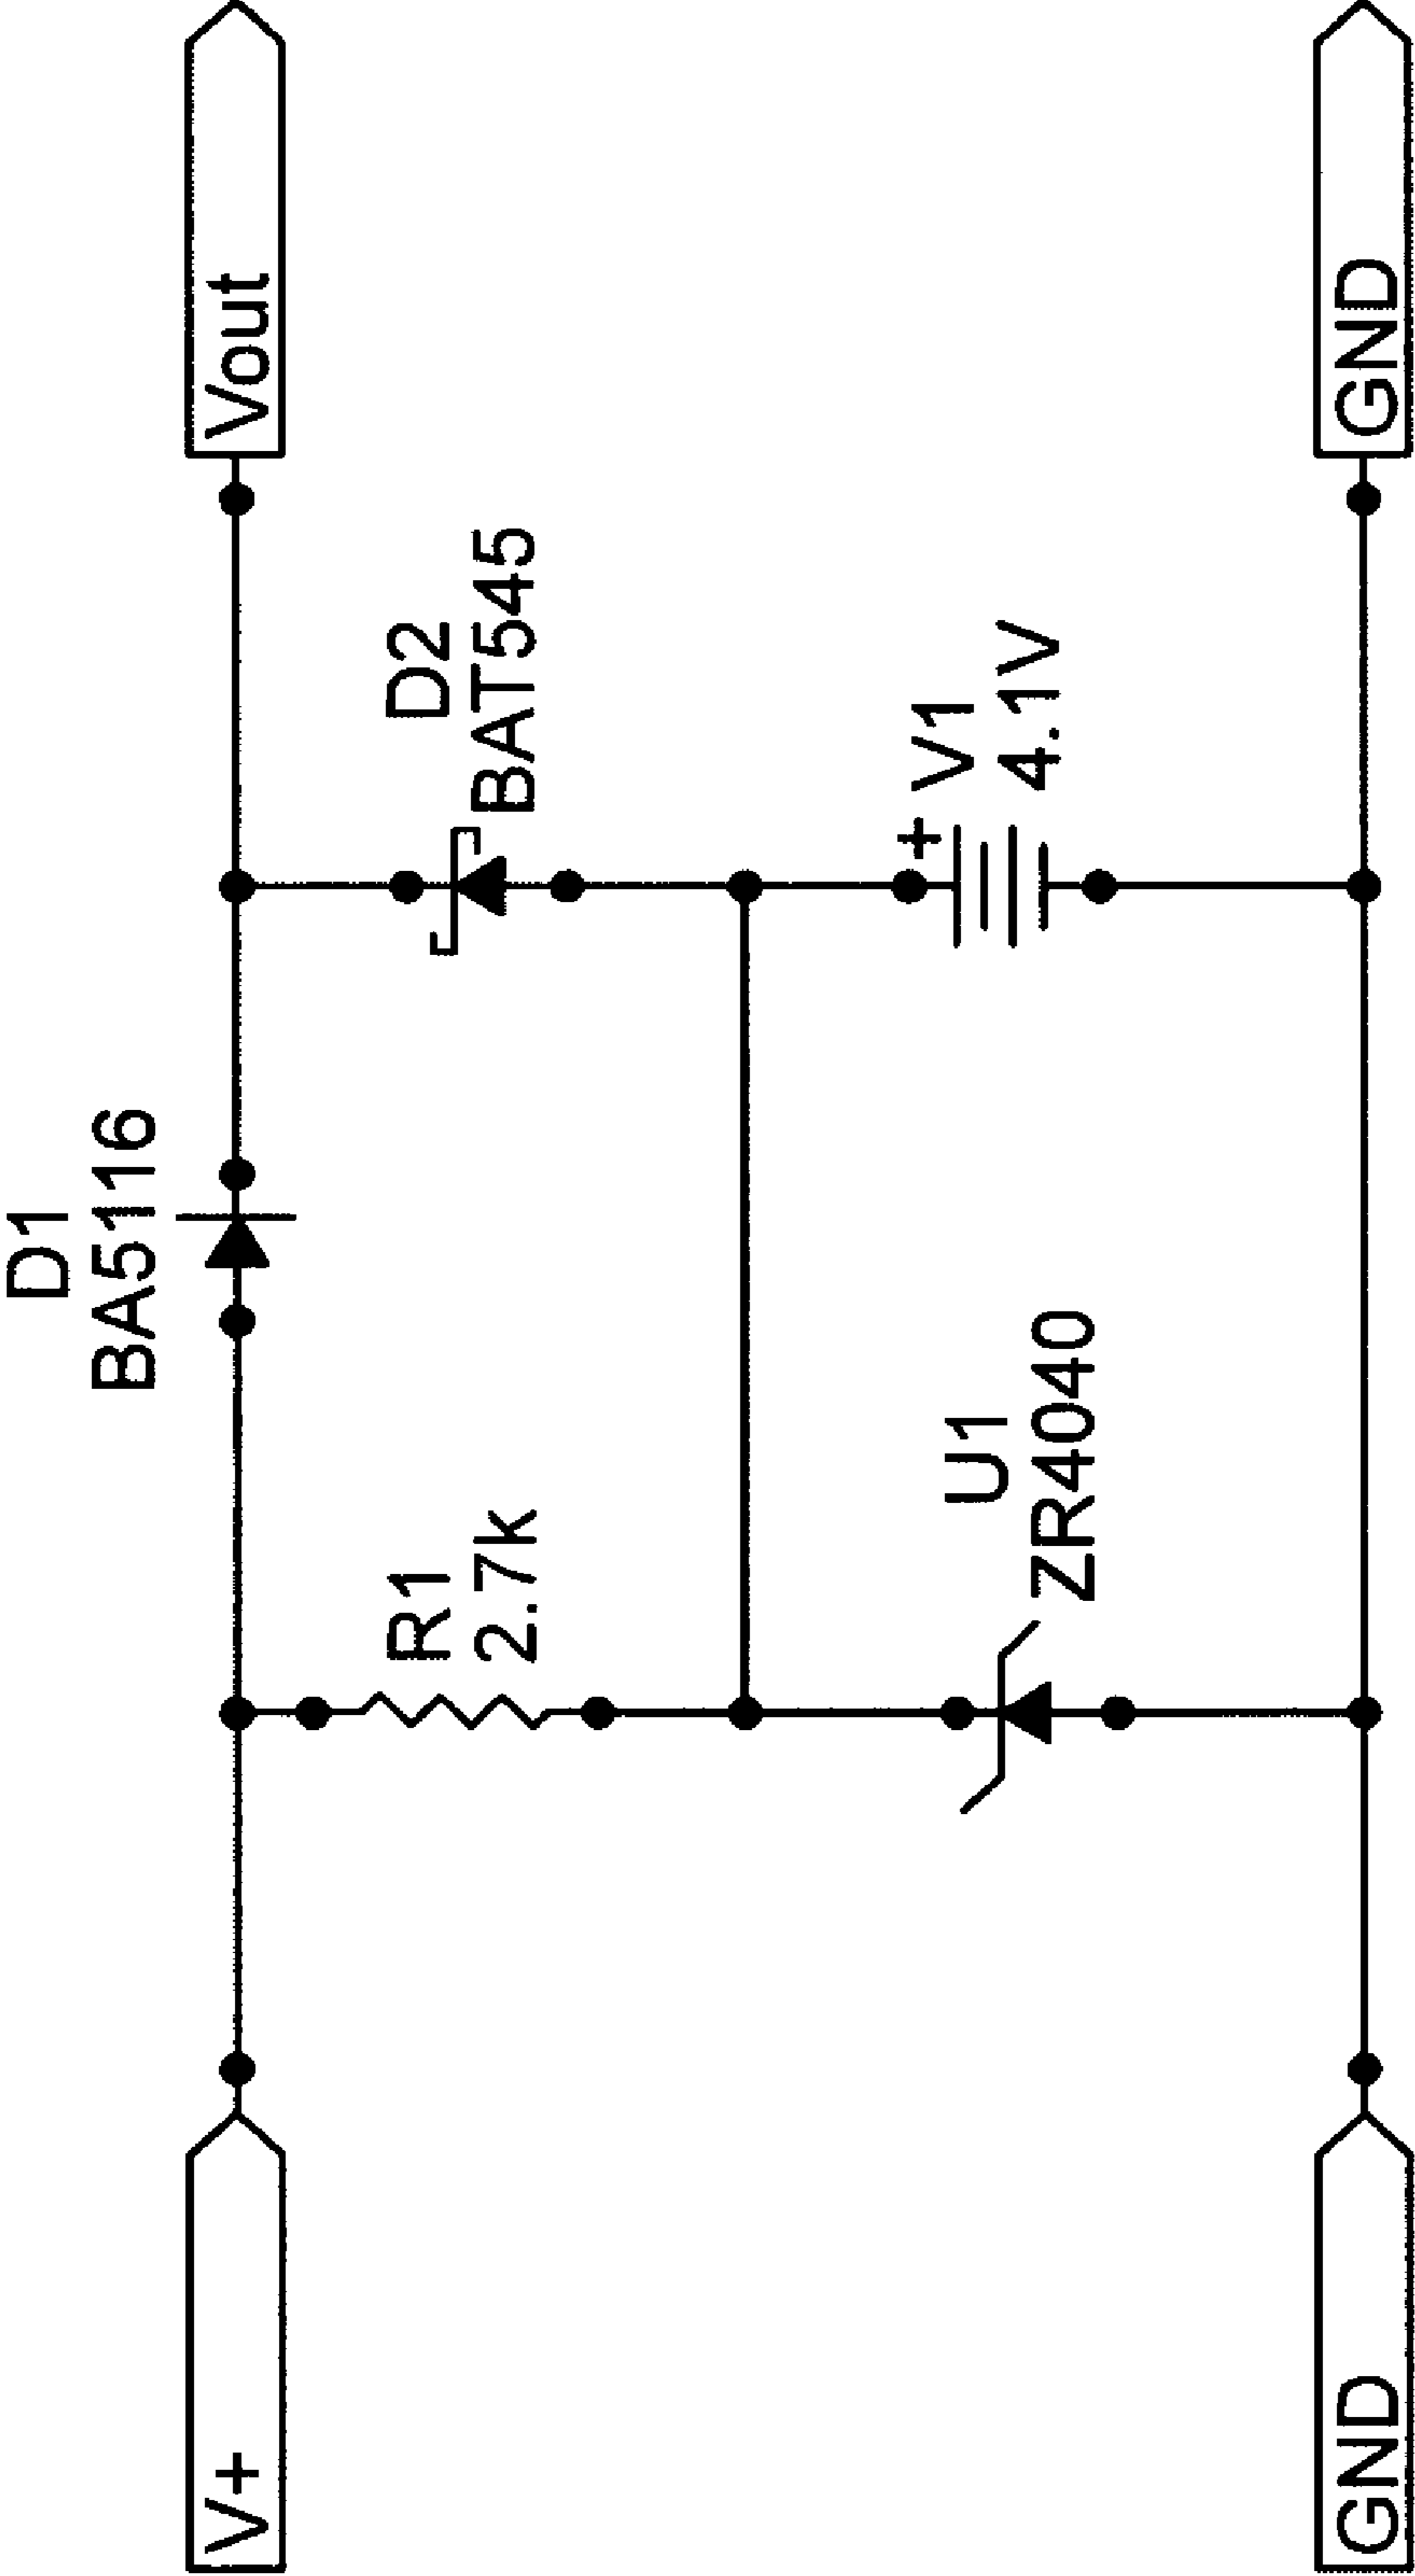 D1
BA5116
V+
Vout
R1
2.7k
D2
BAT545
U1
ZR4040
+
V1
4.1V
GND
GND